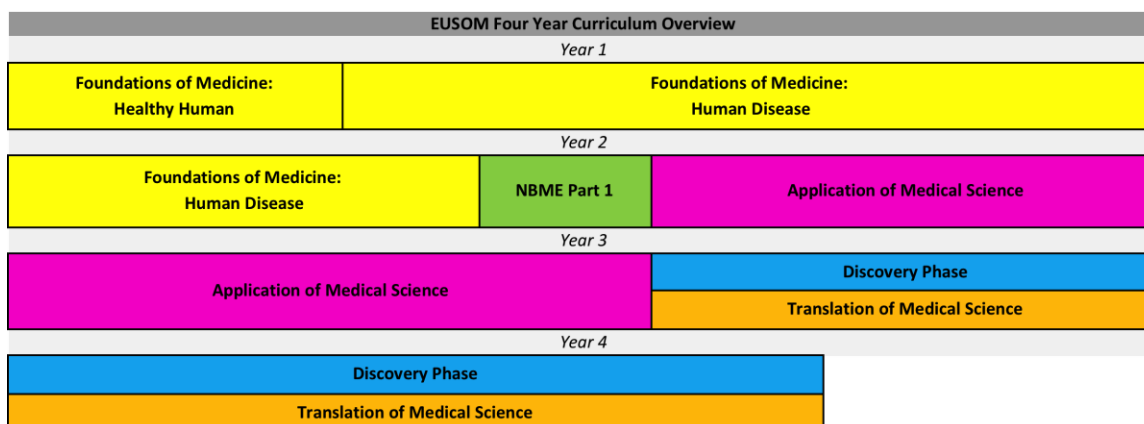 EUSOM Four Year Curriculum Overview
Year 1
Foundations of Medicine:
Healthy Human
Foundations of Medicine:
Human Disease
Year 2
Foundations of Medicine:
Human Disease
NBME Part 1
Application of Medical Science
Year 3
Application of Medical Science
Discovery Phase
Translation of Medical Science
Year 4
Discovery Phase
Translation of Medical Science